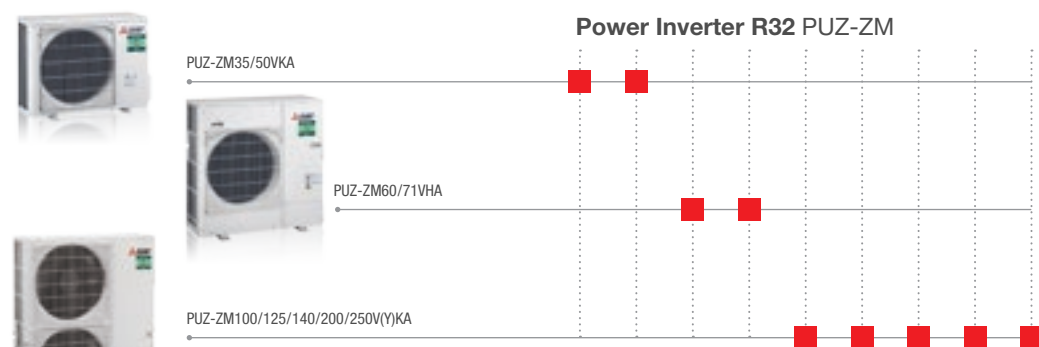 Power Inverter R32 PUZ-ZM
PUZ-ZM35/50VKA
PUZ-ZM60/71VHA
PUZ-ZM100/125/140/200/250V(Y)KA